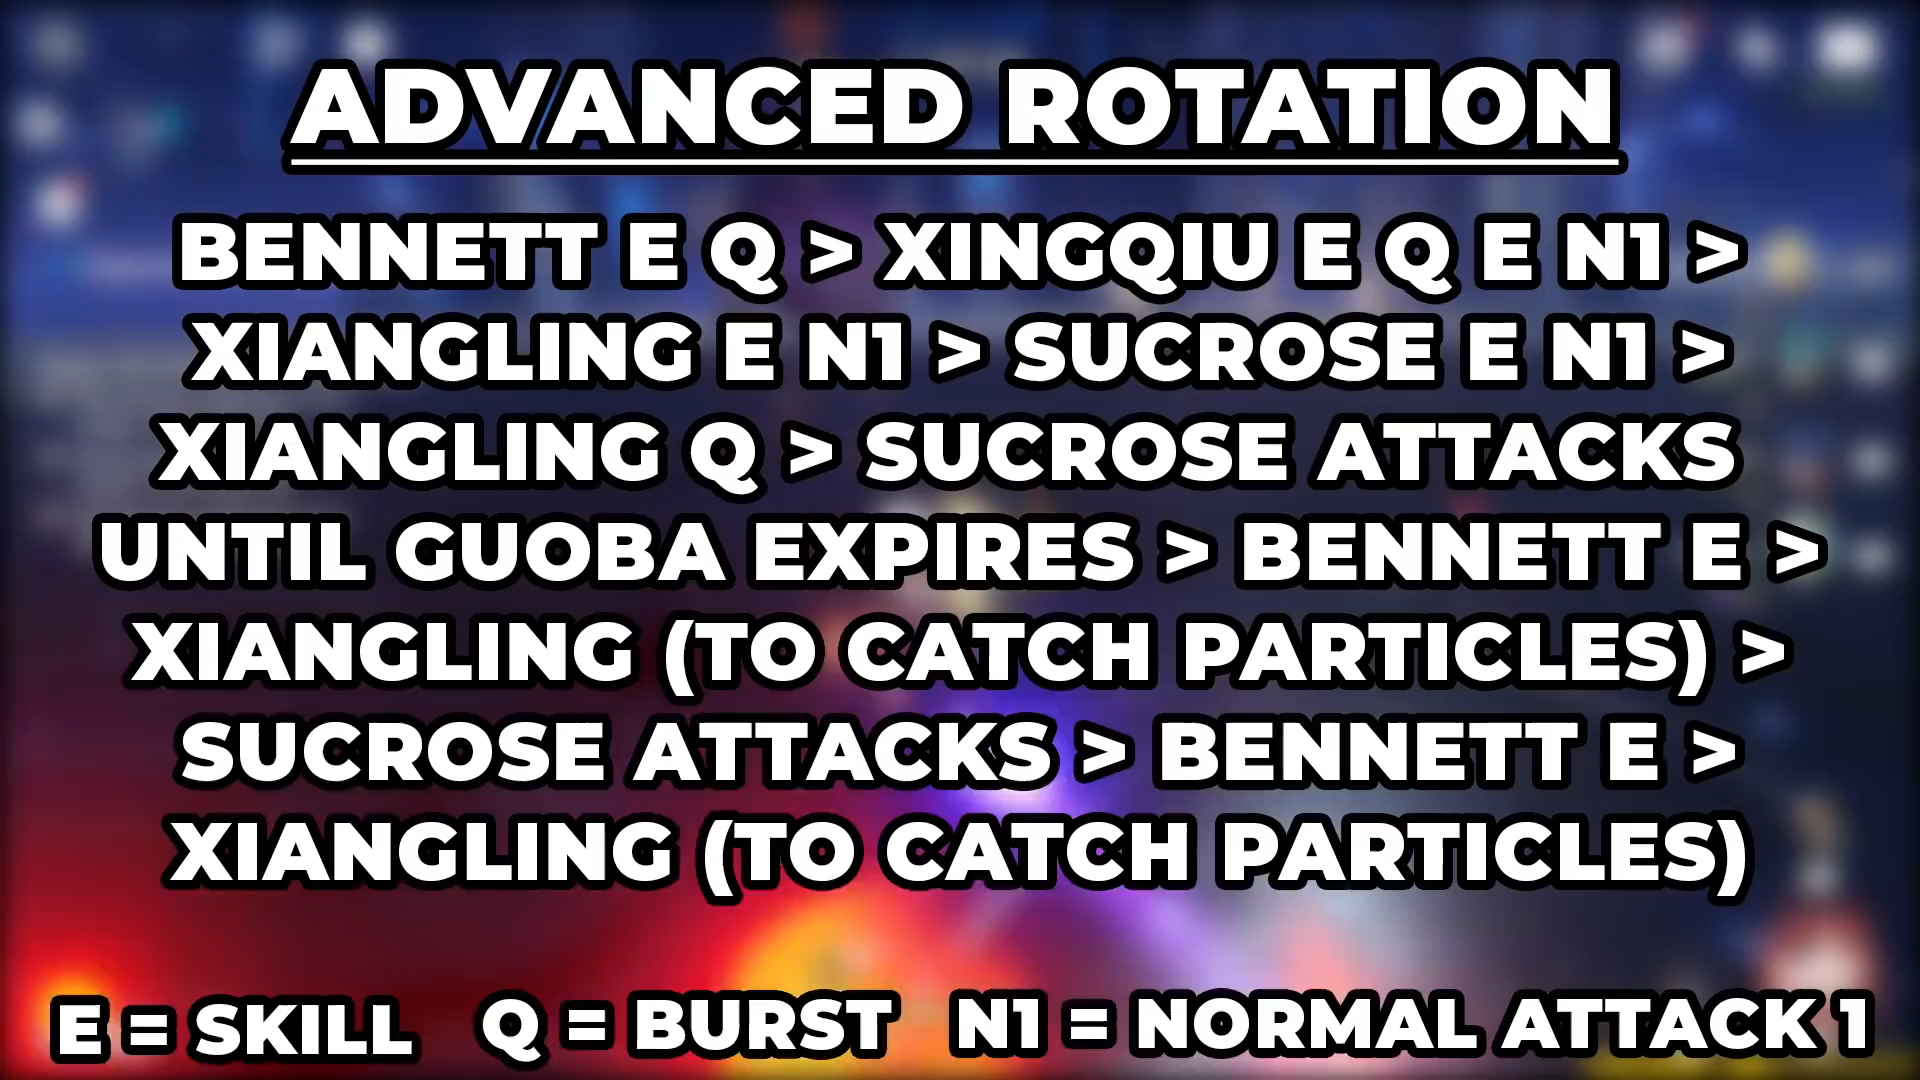 ADVANCED ROTATION
BENNETT E Q > XINGQIU E Q E N1 >
XIANGLING E N1 > SUCROSE E N1 >
XIANGLING Q > SUCROSE ATTACKS
UNTIL GUOBA EXPIRES > BENNETT E >
XIANGLING (TO CATCH PARTICLES) >
SUCROSE ATTACKS > BENNETT E >
XIANGLING (TO CATCH PARTICLES)
E = SKILL Q = BURST N1 = NORMAL ATTACK 1